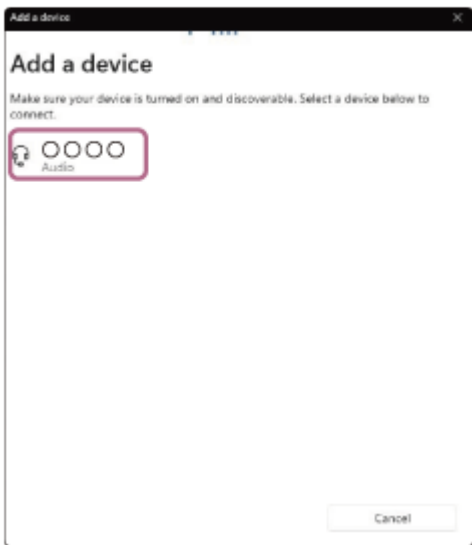 Add a device
Add a device
Make sure your device is turned on and discoverable. Select a device below to
connect.
○○○○
Audio
Cancel